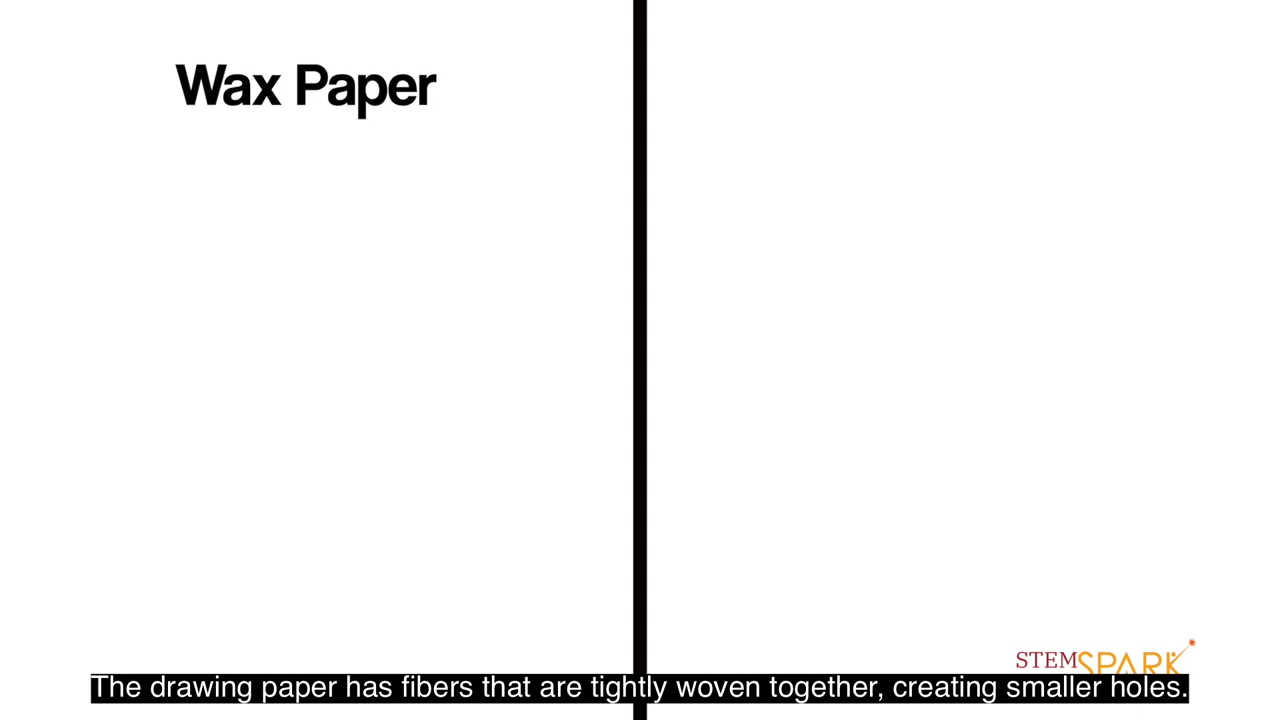 Wax Paper
STEMSPARK
The drawing paper has fibers that are tightly woven together, creating smaller holes.